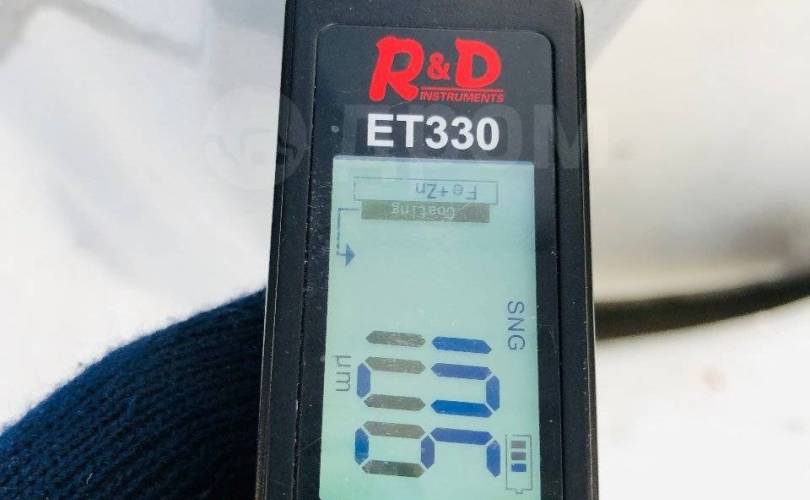 R&D
INSTRUMENTS
ET330
Fe+Zn
Coating
SNG
μm